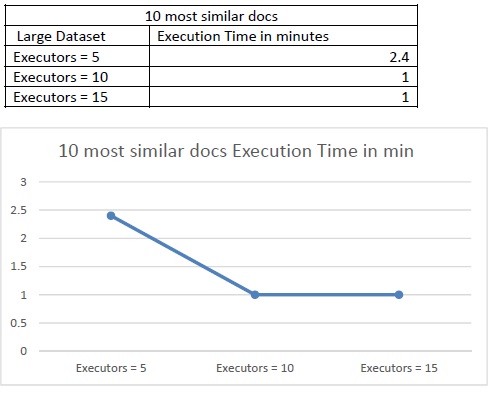 10 most similar docs
Large Dataset Execution Time in minutes
Executors = 5 2.4
Executors = 10 1
Executors = 15 1
10 most similar docs Execution Time in min
3
2.5
2
1.5
1
0.5
0
Executors = 5 Executors = 10 Executors = 15